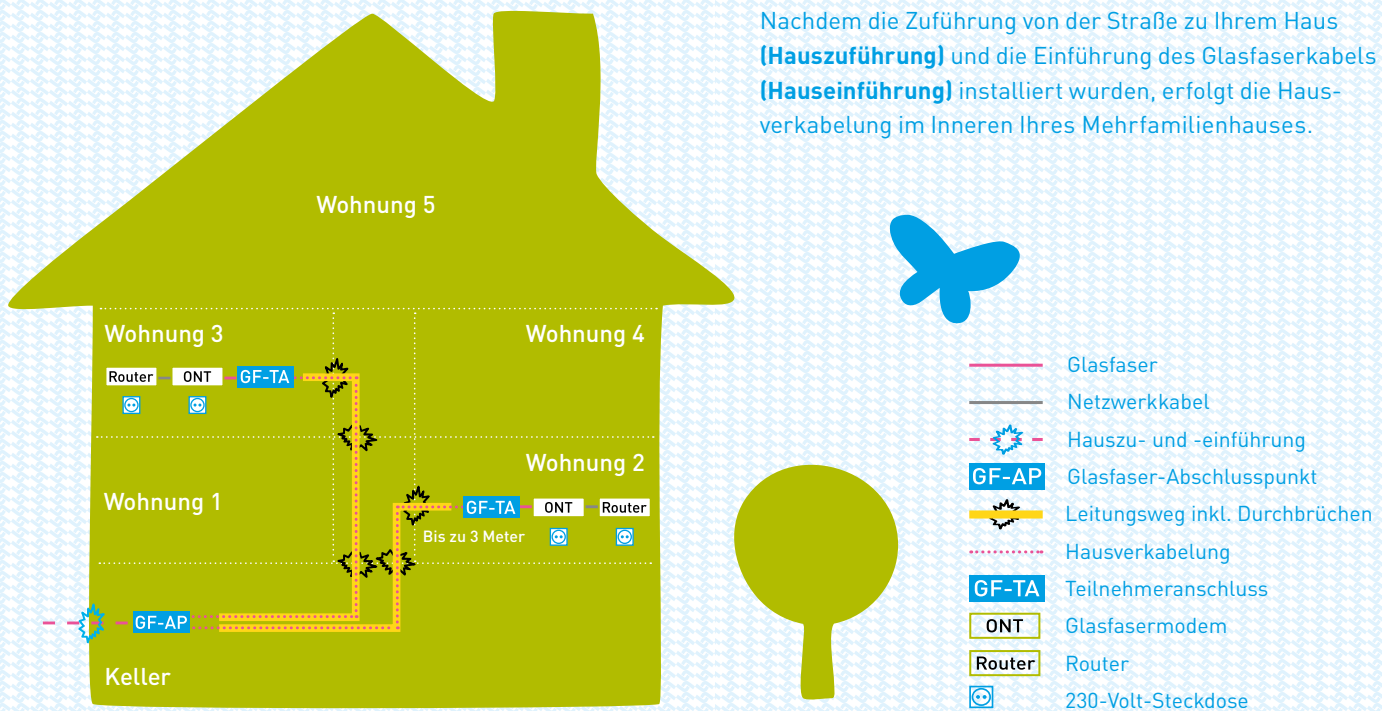 Nachdem die Zuführung von der Straße zu Ihrem Haus
(Hauszuführung) und die Einführung des Glasfaserkabels
(Hauseinführung) installiert wurden, erfolgt die Haus-
verkabelung im Inneren Ihres Mehrfamilienhauses.
Wohnung 5
Wohnung 3
Wohnung 4
Router ONT GF-TA
Wohnung 2
Wohnung 1
GF-TA ONT Router
Bis zu 3 Meter
GF-AP
Keller
Glasfaser
Netzwerkkabel
Hauszu- und -einführung
GF-AP Glasfaser-Abschlusspunkt
Leitungsweg inkl. Durchbrüchen
Hausverkabelung
GF-TA Teilnehmeranschluss
ONT Glasfasermodem
Router Router
230-Volt-Steckdose